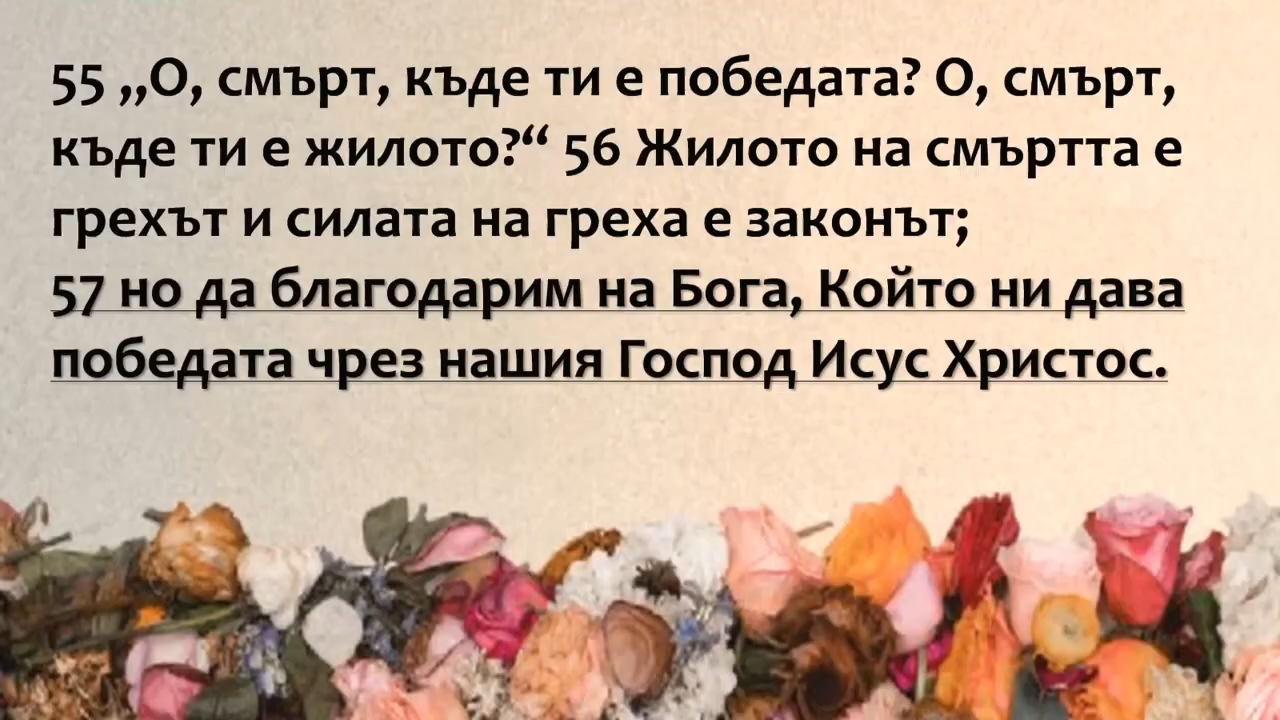 55 „О, смърт, къде ти е победата? О, смърт,
къде ти е жилото?“ 56 Жилото на смъртта е
грехът и силата на греха е законът;
57 но да благодарим на Бога, Който ни дава
победата чрез нашия Господ Исус Христос.